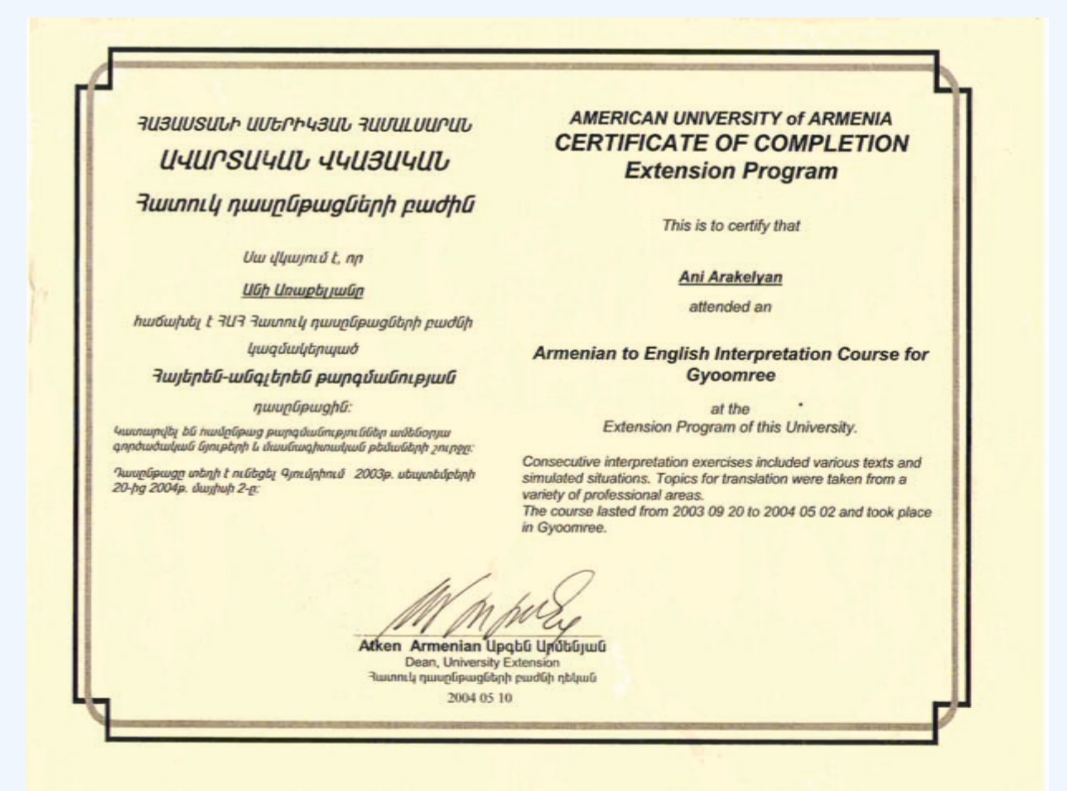 ՀԱՅԱՍՏԱՆԻ ԱՄԵՐԻԿՅԱՆ ՀԱՄԱԼՍԱՐԱՆ
ԱՎԱՐՏԱԿԱՆ ՎԿԱՅԱԿԱՆ
Հատուկ դասընթացների բաժին
Սա վկայում է, որ
Անի Առաքելյանը
հաճախել է ՀԱՀ Հատուկ դասընթացների բաժնի
կազմակերպած
Հայերեն-անգլերեն թարգմանության
դասընթացին:
Կատարվել են համընթաց թարգմանություններ ամենօրյա
գործածական նյութերի և մասնագիտական թեմաների շուրջը:
Դասընթացը տեղի է ունեցել Գյումրիում 2003թ. սեպտեմբերի
20-ից 2004թ. մայիսի 2-ը:
AMERICAN UNIVERSITY of ARMENIA
CERTIFICATE OF COMPLETION
Extension Program
This is to certify that
Ani Arakelyan
attended an
Armenian to English Interpretation Course for
Gyoomree
at the
Extension Program of this University.
Consecutive interpretation exercises included various texts and
simulated situations. Topics for translation were taken from a
variety of professional areas.
The course lasted from 2003 09 20 to 2004 05 02 and took place
in Gyoomree.
Atken Armenian Արգեն Արմենյան
Dean, University Extension
Հատուկ դասընթացների բաժնի դեկան
2004 05 10